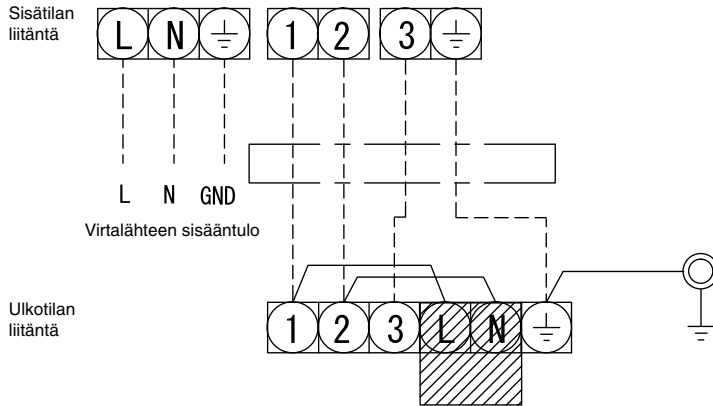 Sisätilan
liitäntä
L N 1 2 3
L N GND
Virtalähteen sisääntulo
Ulkotilan
liitäntä
1 2 3 L N